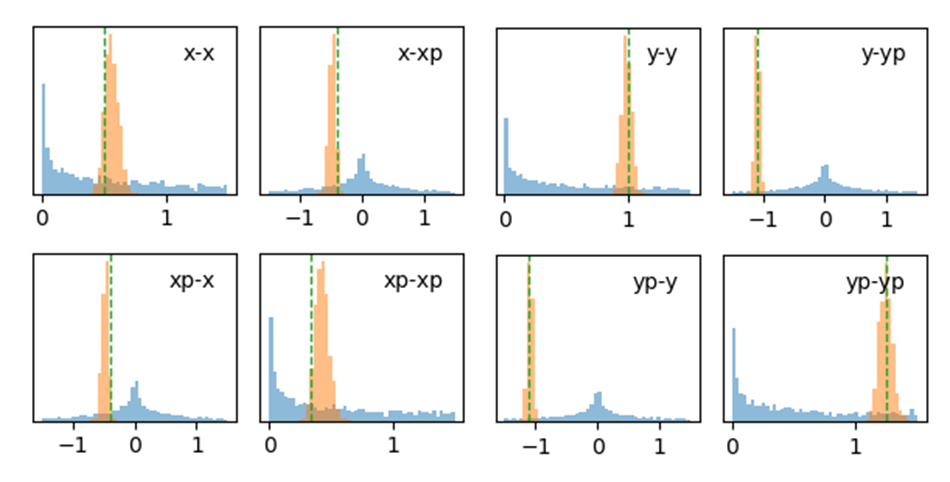 x-x
x-xp
y-y
y-yp
0 1
−1 0 1
0 1
−1 0 1
xp-x
xp-xp
yp-y
yp-yp
−1 0 1
0 1
−1 0 1
0 1